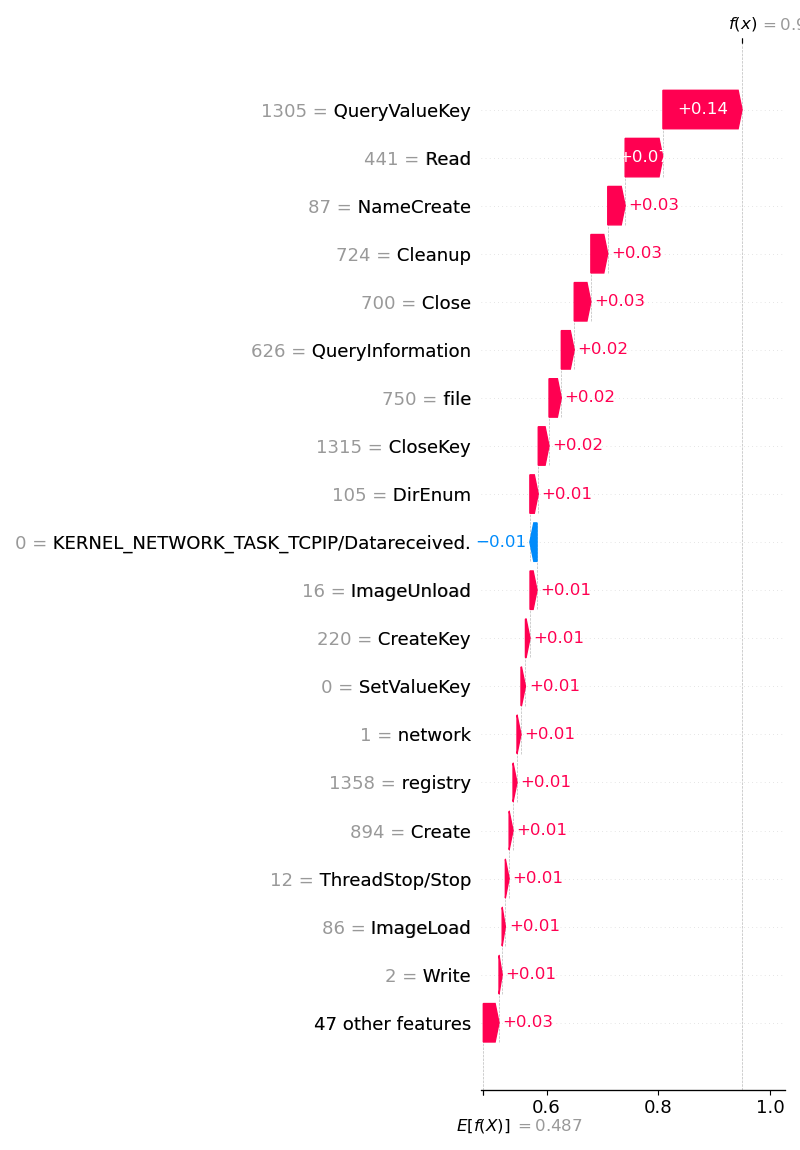 f(x) = 0.9
1305 = QueryValueKey +0.14
441 = Read +0.07
87 = NameCreate +0.03
724 = Cleanup +0.03
700 = Close +0.03
626 = QueryInformation +0.02
750 = file +0.02
1315 = CloseKey +0.02
105 = DirEnum +0.01
0 = KERNEL_NETWORK_TASK_TCPIP/Datareceived. −0.01
16 = ImageUnload +0.01
220 = CreateKey +0.01
0 = SetValueKey +0.01
1 = network +0.01
1358 = registry +0.01
894 = Create +0.01
12 = ThreadStop/Stop +0.01
86 = ImageLoad +0.01
2 = Write +0.01
47 other features +0.03
0.6 0.8 1.0
E[f(X)] = 0.487